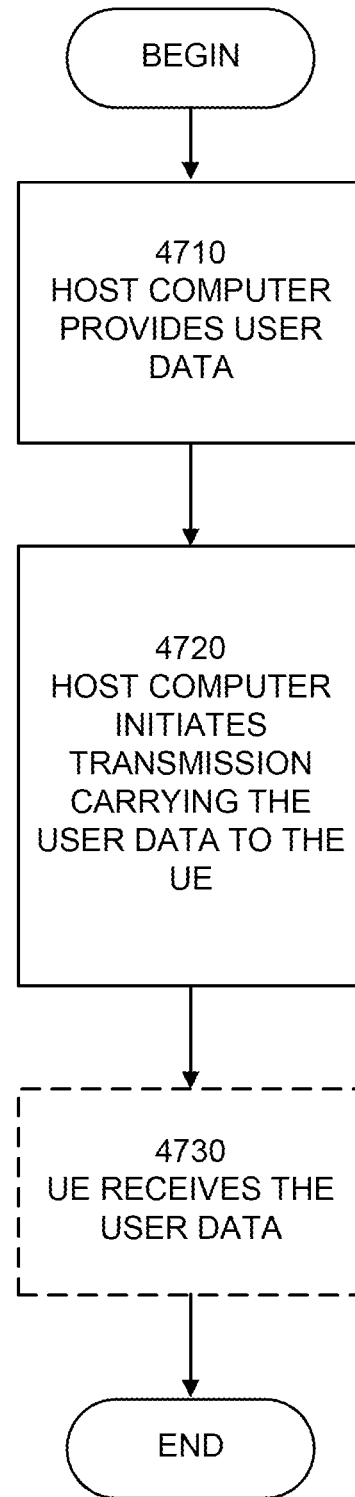 BEGIN
4710
HOST COMPUTER
PROVIDES USER
DATA
4720
HOST COMPUTER
INITIATES
TRANSMISSION
CARRYING THE
USER DATA TO THE
UE
4730
UE RECEIVES THE
USER DATA
END